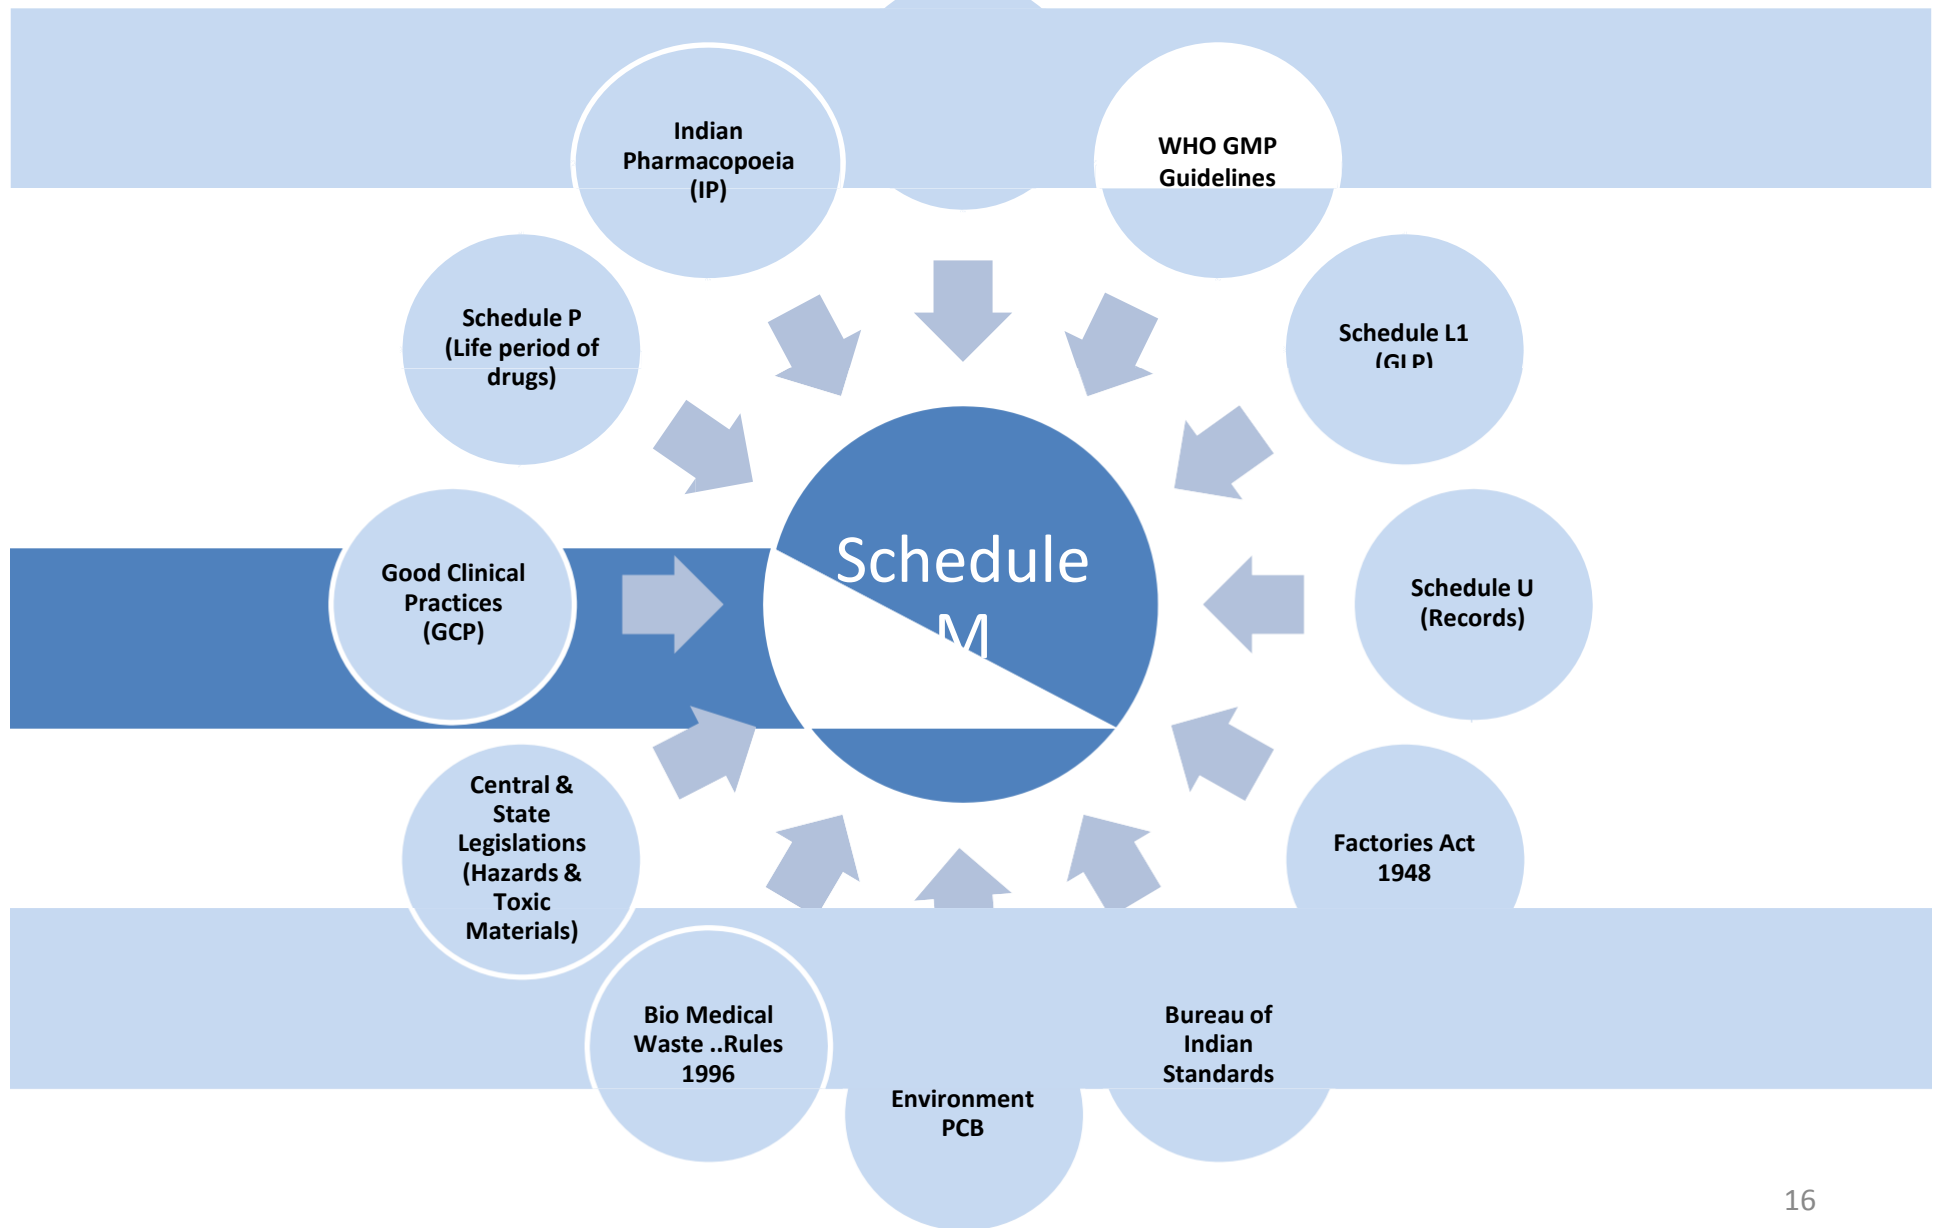 Indian
Pharmacopoeia
(IP)
WHO GMP
Guidelines
Schedule P
(Life period of
drugs)
Schedule L1
(GLP)
Good Clinical
Practices
(GCP)
Schedule
M
Schedule U
(Records)
Central &
State
Legislations
(Hazards &
Toxic
Materials)
Factories Act
1948
Bio Medical
Waste ..Rules
1996
Environment
PCB
Bureau of
Indian
Standards
16